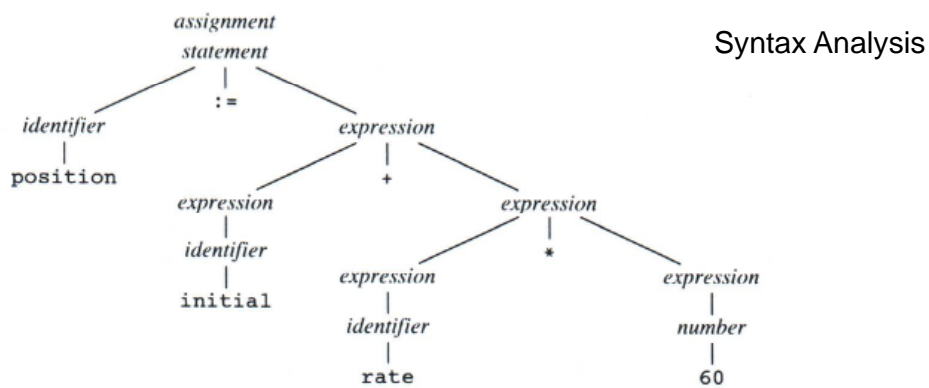 assignment
statement
Syntax Analysis
:=
identifier
expression
position
+
expression
expression
identifier
*
initial
expression
expression
identifier
number
rate
60